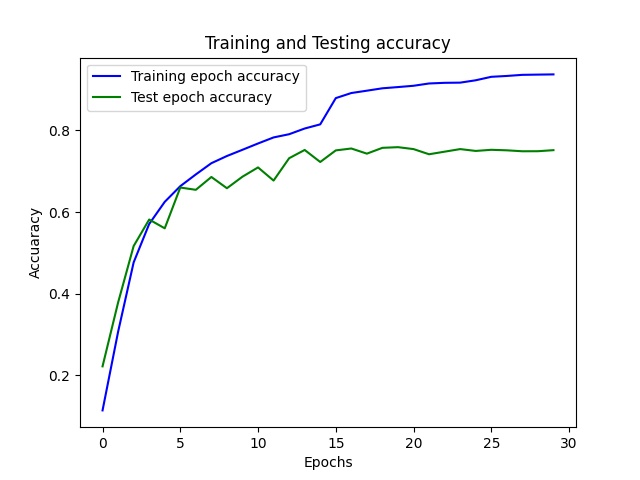 Training and Testing accuracy
Training epoch accuracy
Test epoch accuracy
0.8
0.6
0.4
0.2
Accuaracy
0 5 10 15 20 25 30
Epochs